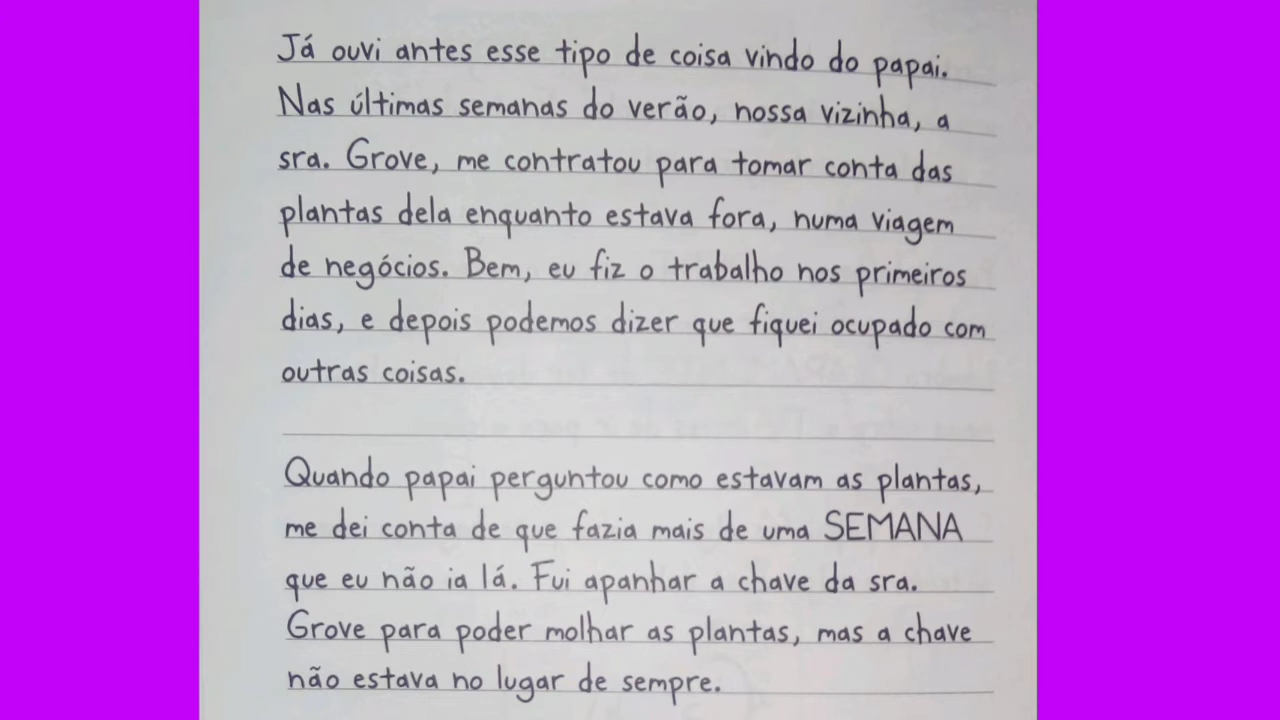 Já ouvi antes esse tipo de coisa vindo do papai.
Nas últimas semanas do verão, nossa vizinha, a
sra. Grove, me contratou para tomar conta das
plantas dela enquanto estava fora, numa viagem
de negócios. Bem, eu fiz o trabalho nos primeiros
dias, e depois podemos dizer que fiquei ocupado com
outras coisas.
Quando papai perguntou como estavam as plantas,
me dei conta de que fazia mais de uma SEMANA
que eu não ia lá. Fui apanhar a chave da sra.
Grove para poder molhar as plantas, mas a chave
não estava no lugar de sempre.